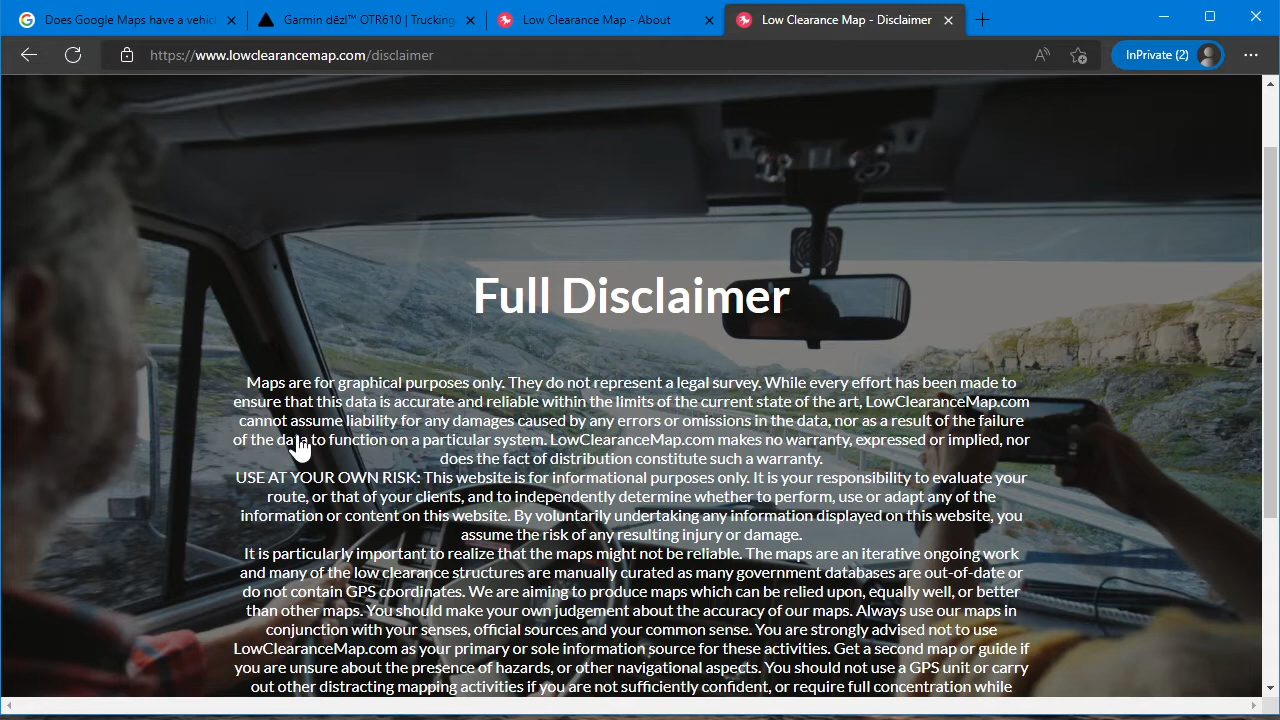 Does Google Maps have a vehicl
Garmin dēzl™ OTR610 | Trucking
Low Clearance Map - About
Low Clearance Map - Disclaimer
https://www.lowclearancemap.com/disclaimer
InPrivate (2)
Full Disclaimer
Maps are for graphical purposes only. They do not represent a legal survey. While every effort has been made to
ensure that this data is accurate and reliable within the limits of the current state of the art, LowClearanceMap.com
cannot assume liability for any damages caused by any errors or omissions in the data, nor as a result of the failure
of the data to function on a particular system. LowClearanceMap.com makes no warranty, expressed or implied, nor
does the fact of distribution constitute such a warranty.
USE AT YOUR OWN RISK: This website is for informational purposes only. It is your responsibility to evaluate your
route, or that of your clients, and to independently determine whether to perform, use or adapt any of the
information or content on this website. By voluntarily undertaking any information displayed on this website, you
assume the risk of any resulting injury or damage.
It is particularly important to realize that the maps might not be reliable. The maps are an iterative ongoing work
and many of the low clearance structures are manually curated as many government databases are out-of-date or
do not contain GPS coordinates. We are aiming to produce maps which can be relied upon, equally well, or better
than other maps. You should make your own judgement about the accuracy of our maps. Always use our maps in
conjunction with your senses, official sources and your common sense. You are strongly advised not to use
LowClearanceMap.com as your primary or sole information source for these activities. Get a second map or guide if
you are unsure about the presence of hazards, or other navigational aspects. You should not use a GPS unit or carry
out other distracting mapping activities if you are not sufficiently confident, or require full concentration while